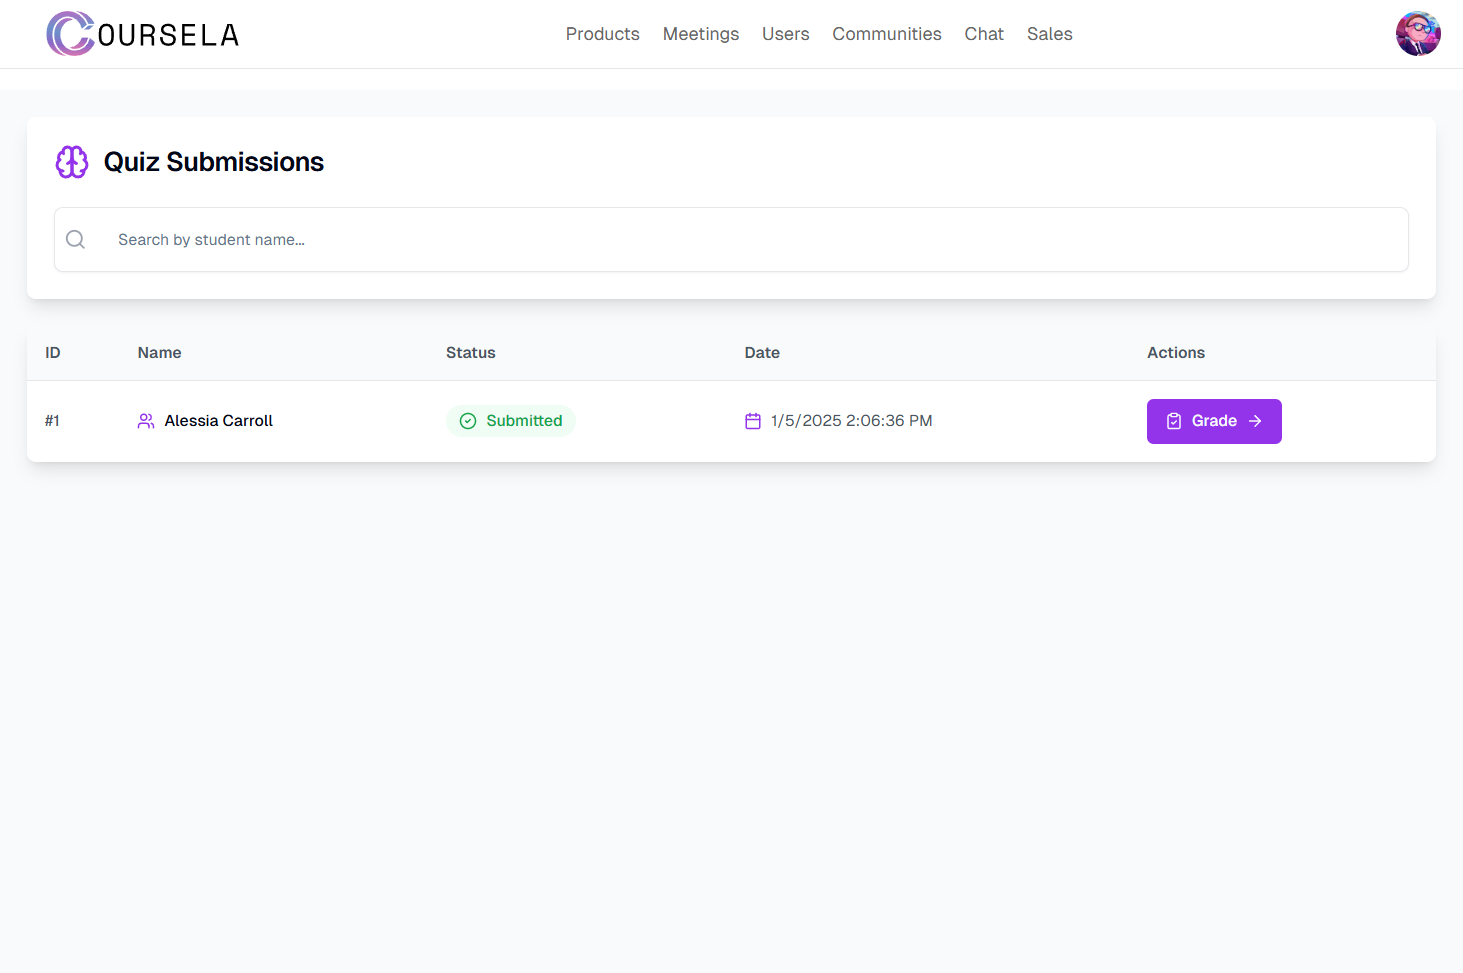 COURSELA
Products Meetings Users Communities Chat Sales
Quiz Submissions
Search by student name...
ID Name Status Date Actions
#1 Alessia Carroll Submitted 1/5/2025 2:06:36 PM Grade